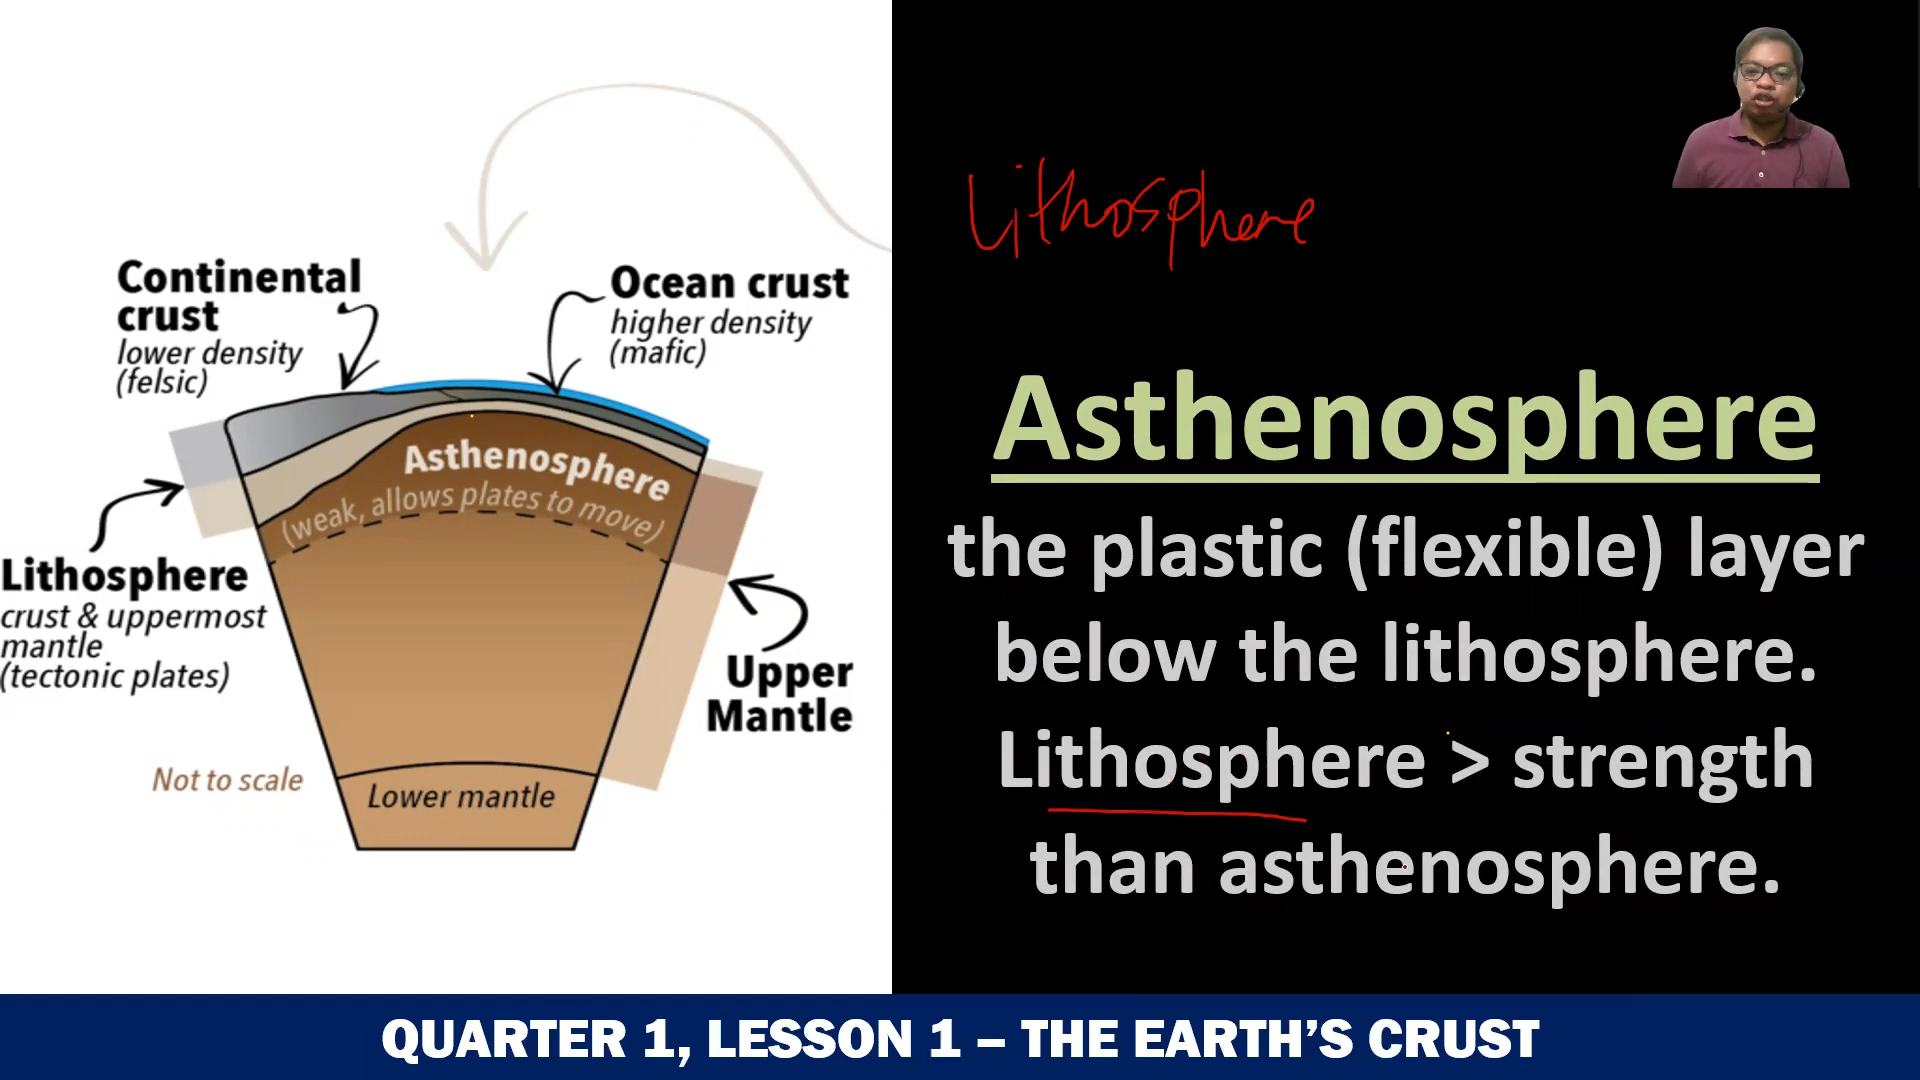 Continental
crust
lower density
(felsic)
Ocean crust
higher density
(mafic)
Asthenosphere
(weak, allows plates to move)
Lithosphere
crust & uppermost
mantle
(tectonic plates)
Upper
Mantle
Not to scale
Lower mantle
Lithosphere
Asthenosphere
the plastic (flexible) layer
below the lithosphere.
Lithosphere > strength
than asthenosphere.
QUARTER 1, LESSON 1 – THE EARTH’S CRUST